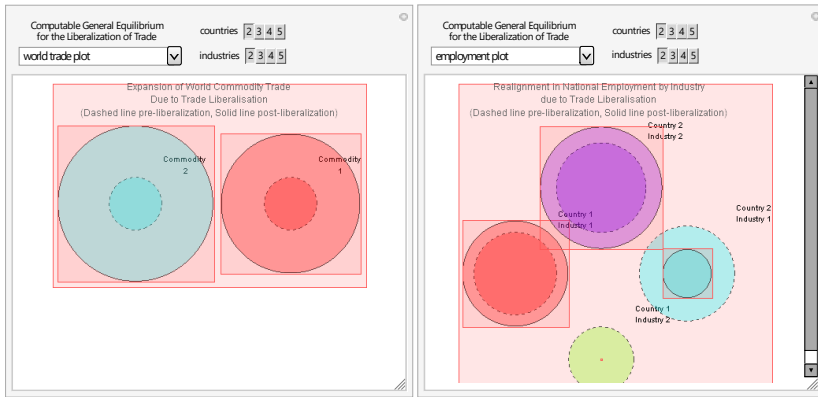 Computable General Equilibrium
for the Liberalization of Trade
countries 2 3 4 5
world trade plot
industries 2 3 4 5
Expansion of World Commodity Trade
Due to Trade Liberalisation
(Dashed line pre-liberalization, Solid line post-liberalization)
Commodity
2
Commodity
1
Computable General Equilibrium
for the Liberalization of Trade
countries 2 3 4 5
employment plot
industries 2 3 4 5
Realignment in National Employment by Industry
due to Trade Liberalisation
(Dashed line pre-liberalization, Solid line post-liberalization)
Country 2
Industry 2
Country 2
Industry 1
Country 1
Industry 1
Country 1
Industry 2